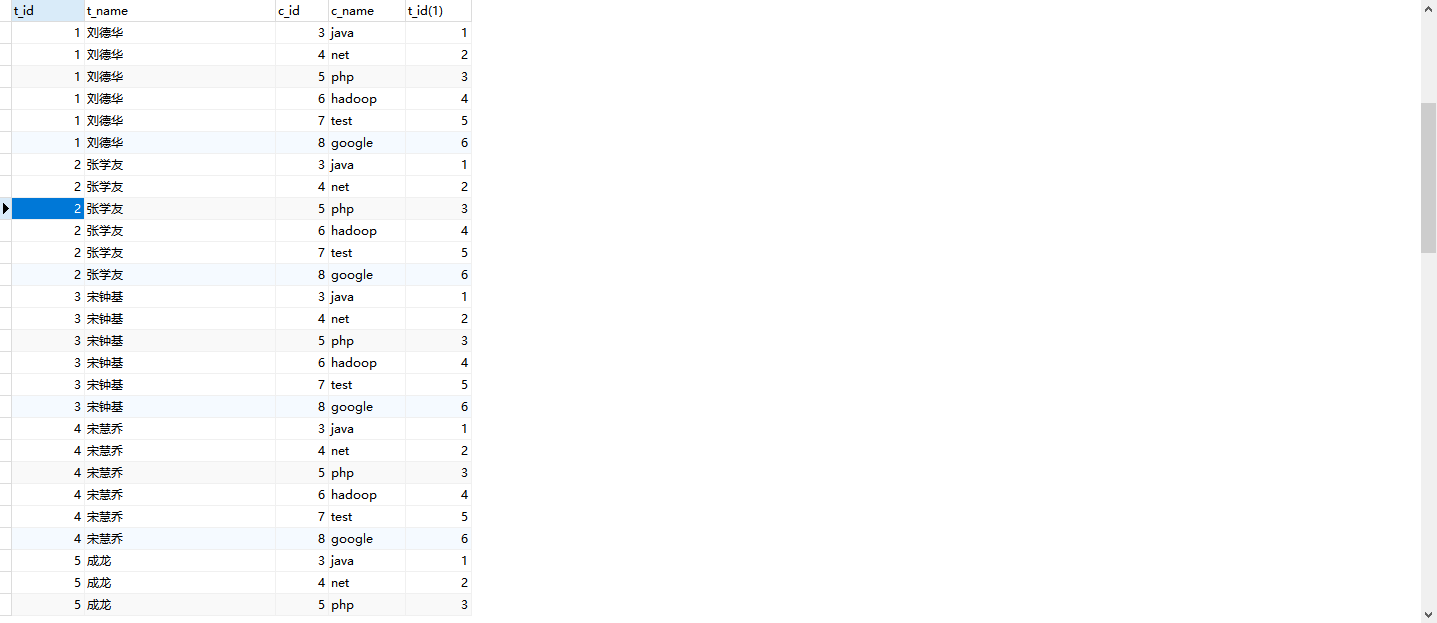 t_id t_name c_id c_name t_id(1)
1 刘德华 3 java 1
1 刘德华 4 net 2
1 刘德华 5 php 3
1 刘德华 6 hadoop 4
1 刘德华 7 test 5
1 刘德华 8 google 6
2 张学友 3 java 1
2 张学友 4 net 2
2 张学友 5 php 3
2 张学友 6 hadoop 4
2 张学友 7 test 5
2 张学友 8 google 6
3 宋钟基 3 java 1
3 宋钟基 4 net 2
3 宋钟基 5 php 3
3 宋钟基 6 hadoop 4
3 宋钟基 7 test 5
3 宋钟基 8 google 6
4 宋慧乔 3 java 1
4 宋慧乔 4 net 2
4 宋慧乔 5 php 3
4 宋慧乔 6 hadoop 4
4 宋慧乔 7 test 5
4 宋慧乔 8 google 6
5 成龙 3 java 1
5 成龙 4 net 2
5 成龙 5 php 3